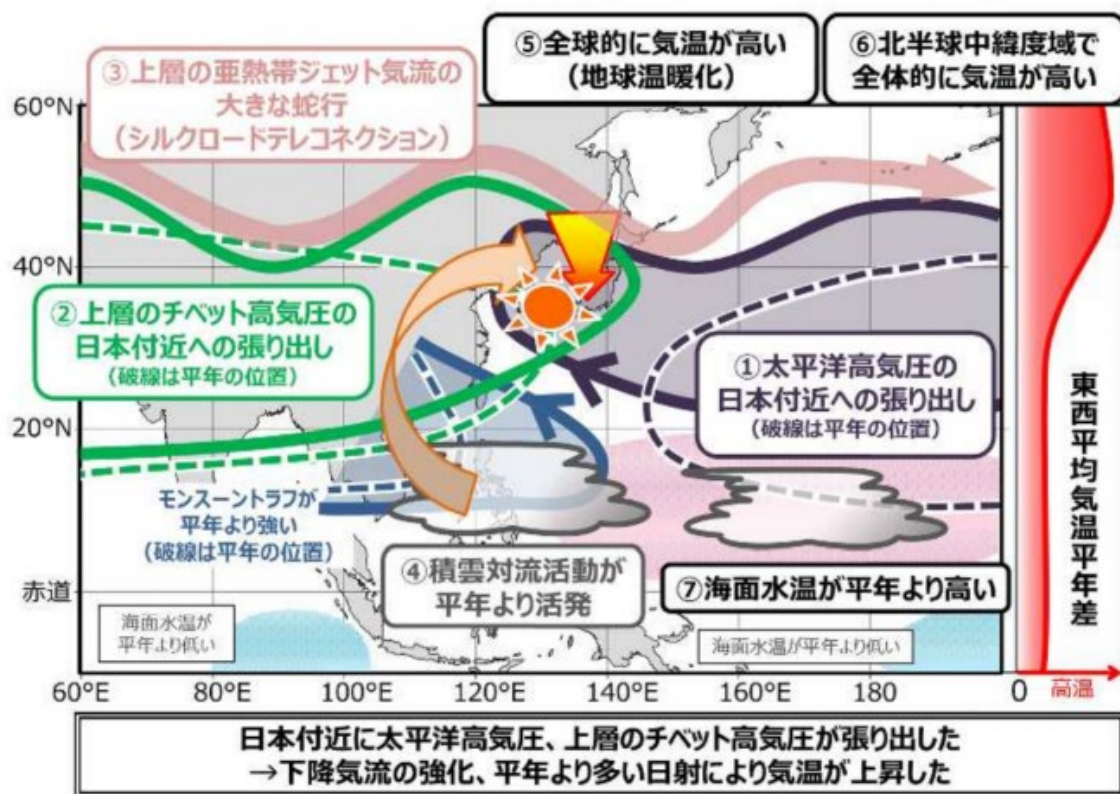 ⑤全球的に気温が高い
(地球温暖化)
⑥北半球中緯度域で
全体的に気温が高い
③上層の亜熱帯ジェット気流の
大きな蛇行
(シルクロードテレコネクション)
60°N
40°N
②上層のチベット高気圧の
日本付近への張り出し
(破線は平年の位置)
①太平洋高気圧の
日本付近への張り出し
(破線は平年の位置)
20°N
モンスーントラフが
平年より強い
(破線は平年の位置)
④積雲対流活動が
平年より活発
⑦海面水温が平年より高い
赤道
海面水温が
平年より低い
海面水温が平年より低い
東西平均気温平年差
60°E
80°E
100°E
120°E
140°E
160°E
180
0
高温
日本付近に太平洋高気圧、上層のチベット高気圧が張り出した
→下降気流の強化、平年より多い日射により気温が上昇した